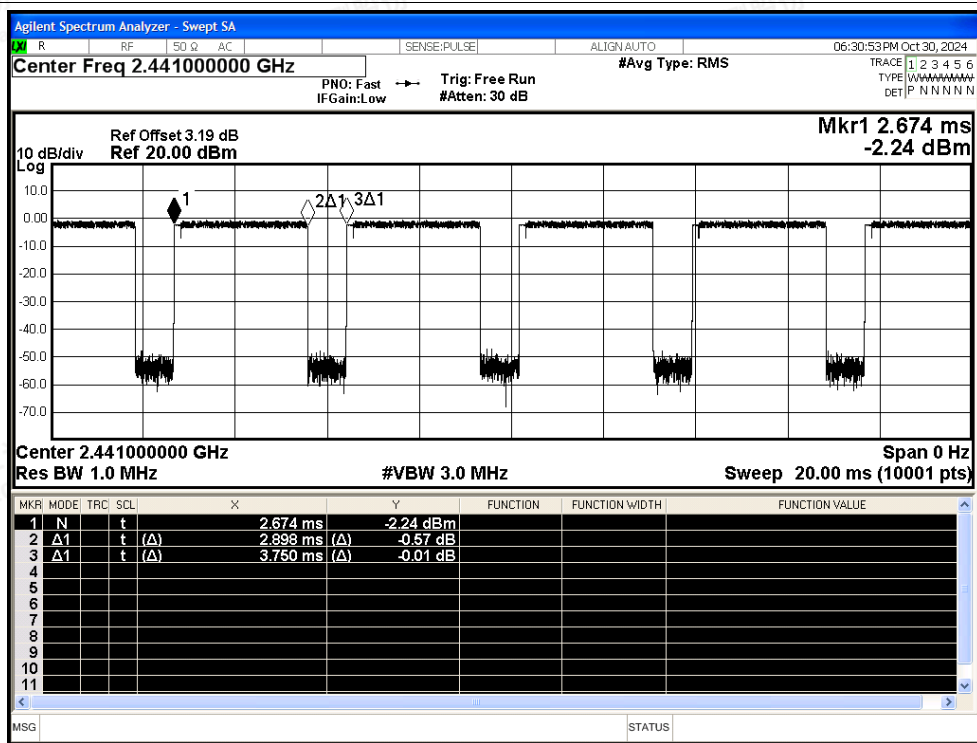 Agilent Spectrum Analyzer - Swept SA
LXI R RF 50 Ω AC SENSE:PULSE ALIGN AUTO 06:30:53 PM Oct 30, 2024
Center Freq 2.441000000 GHz #Avg Type: RMS TRACE 1 2 3 4 5 6
PNO: Fast Trig: Free Run TYPE WWWWWW
IFGain:Low #Atten: 30 dB DET P N N N N N
Mkr1 2.674 ms
Ref Offset 3.19 dB
10 dB/div Ref 20.00 dBm -2.24 dBm
Log
10.0
1 2Δ1 3Δ1
0.00
-10.0
-20.0
-30.0
-40.0
-50.0
-60.0
-70.0
Center 2.441000000 GHz Span 0 Hz
Res BW 1.0 MHz #VBW 3.0 MHz Sweep 20.00 ms (10001 pts)
MKR MODE TRC SCL X Y FUNCTION FUNCTION WIDTH FUNCTION VALUE
1 N t 2.674 ms -2.24 dBm
2 Δ1 t (Δ) 2.898 ms (Δ) -0.57 dB
3 Δ1 t (Δ) 3.750 ms (Δ) -0.01 dB
4
5
6
7
8
9
10
11
MSG STATUS